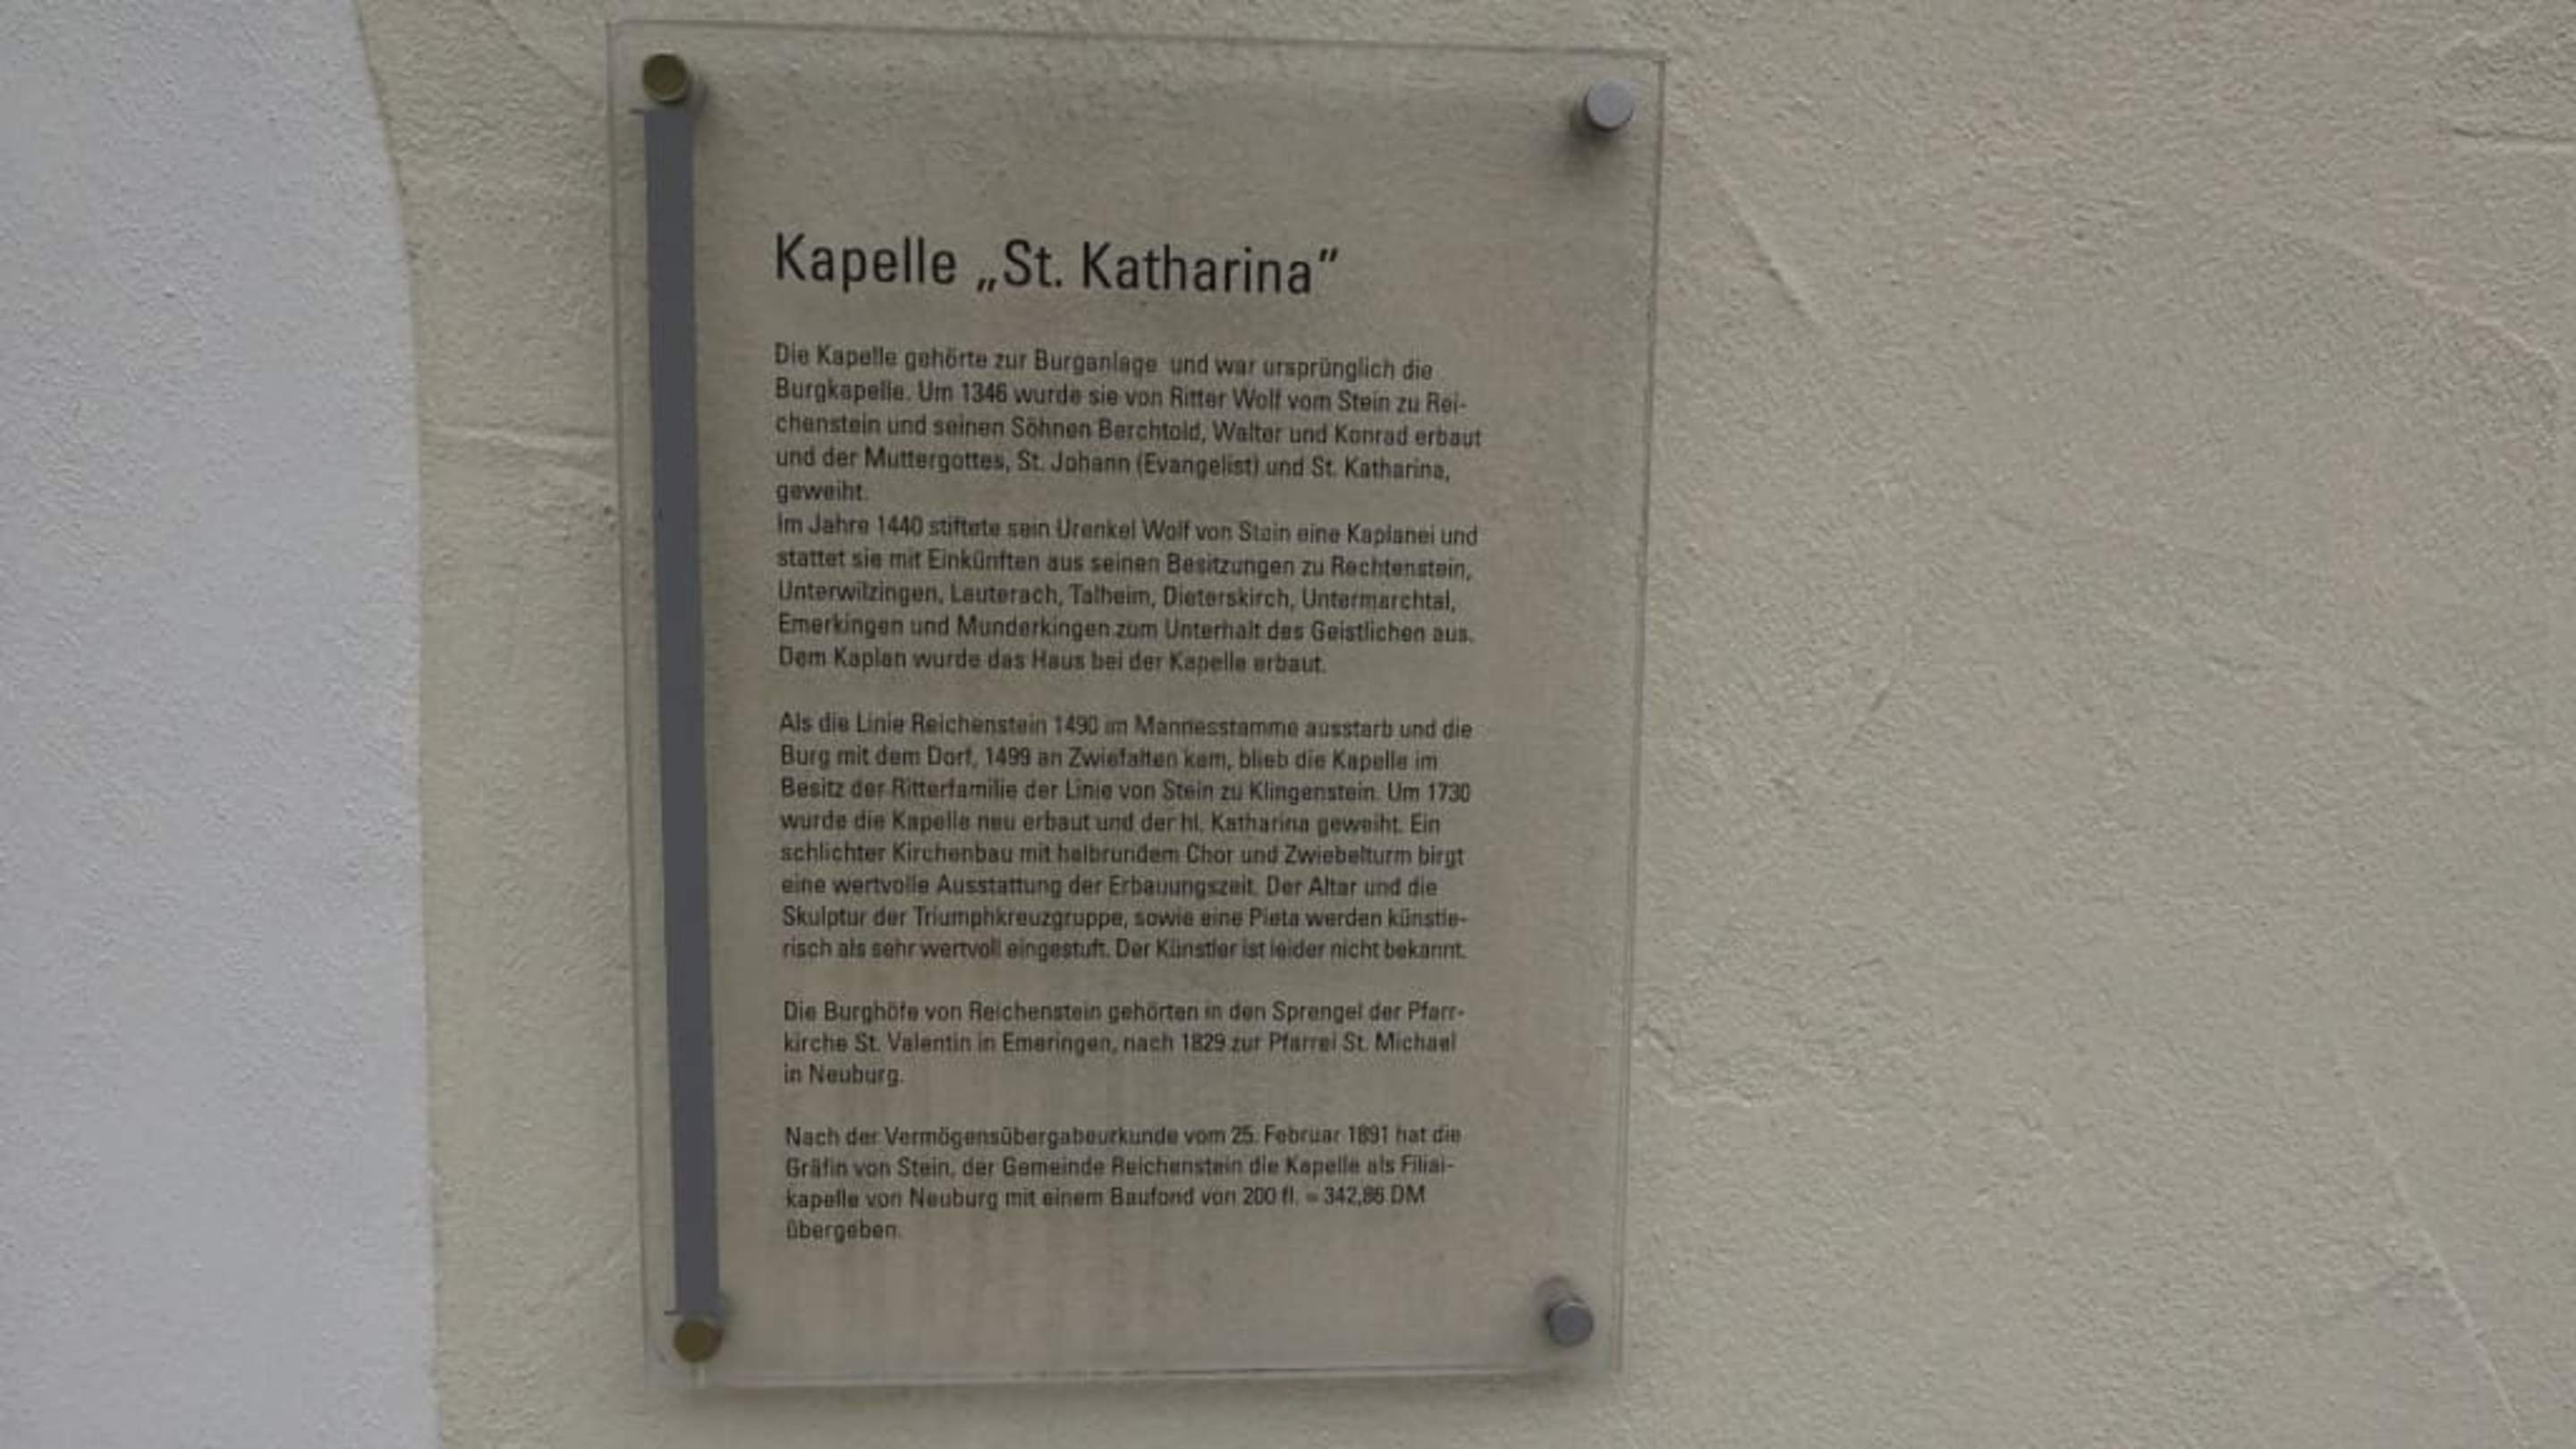 Kapelle „St. Katharina“
Die Kapelle gehörte zur Burganlage und war ursprünglich die
Burgkapelle. Um 1346 wurde sie von Ritter Wolf vom Stein zu Rei-
chenstein und seinen Söhnen Berchtold, Walter und Konrad erbaut
und der Muttergottes, St. Johann (Evangelist) und St. Katharina,
geweiht.
Im Jahre 1440 stiftete sein Urenkel Wolf von Stein eine Kaplanei und
stattet sie mit Einkünften aus seinen Besitzungen zu Rechtenstein,
Unterwilzingen, Lauterach, Talheim, Dieterskirch, Untermarchtal,
Emerkingen und Munderkingen zum Unterhalt des Geistlichen aus.
Dem Kaplan wurde das Haus bei der Kapelle erbaut.
Als die Linie Reichenstein 1490 im Mannesstamme ausstarb und die
Burg mit dem Dorf, 1499 an Zwiefalten kam, blieb die Kapelle im
Besitz der Ritterfamilie der Linie von Stein zu Klingenstein. Um 1730
wurde die Kapelle neu erbaut und der hl. Katharina geweiht. Ein
schlichter Kirchenbau mit halbrundem Chor und Zwiebelturm birgt
eine wertvolle Ausstattung der Erbauungszeit. Der Altar und die
Skulptur der Triumphkreuzgruppe, sowie eine Pieta werden künstle-
risch als sehr wertvoll eingestuft. Der Künstler ist leider nicht bekannt.
Die Burghöfe von Reichenstein gehörten in den Sprengel der Pfarr-
kirche St. Valentin in Emeringen, nach 1829 zur Pfarrei St. Michael
in Neuburg.
Nach der Vermögensübergabeurkunde vom 25. Februar 1891 hat die
Gräfin von Stein, der Gemeinde Reichenstein die Kapelle als Filial-
kapelle von Neuburg mit einem Baufond von 200 fl. = 342,86 DM
übergeben.